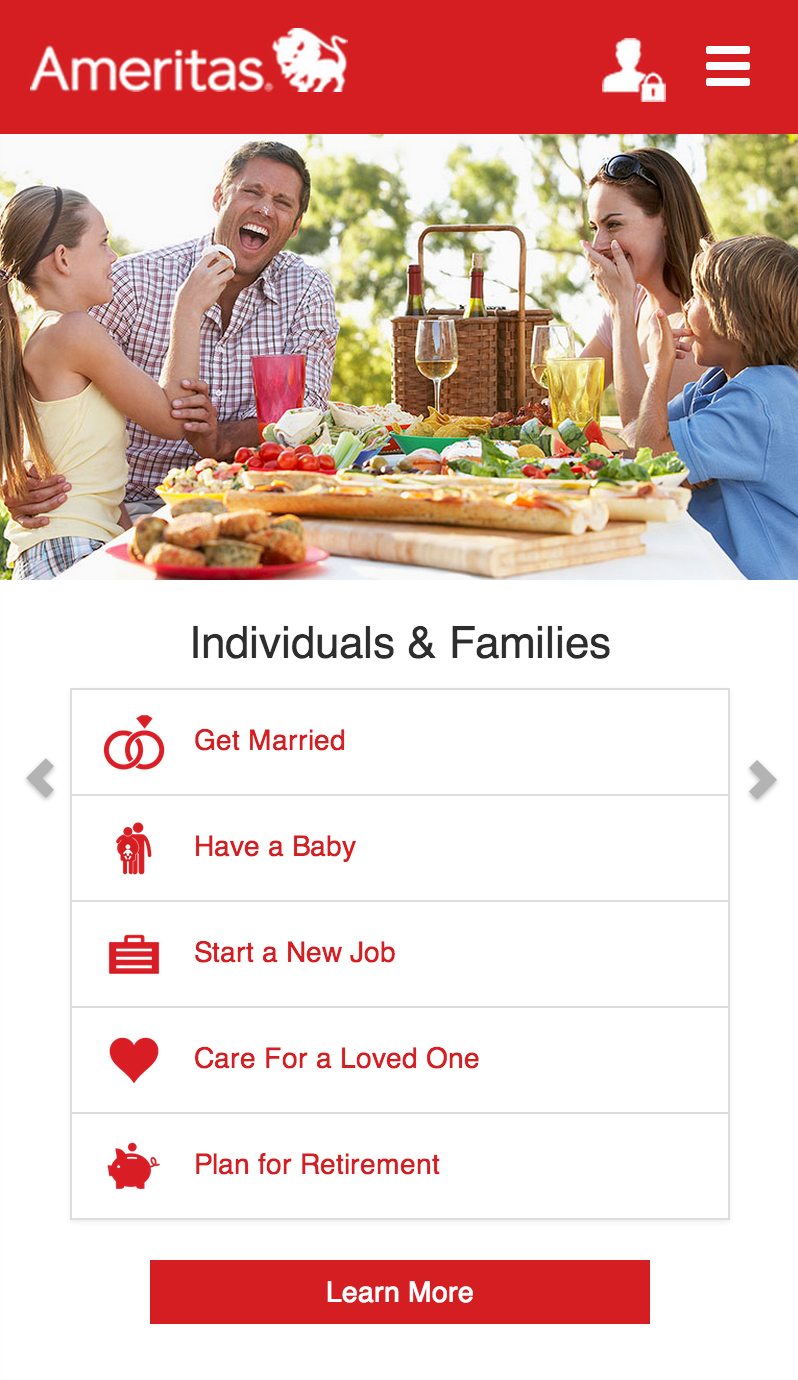 Ameritas®
Individuals & Families
Get Married
Have a Baby
Start a New Job
Care For a Loved One
Plan for Retirement
Learn More